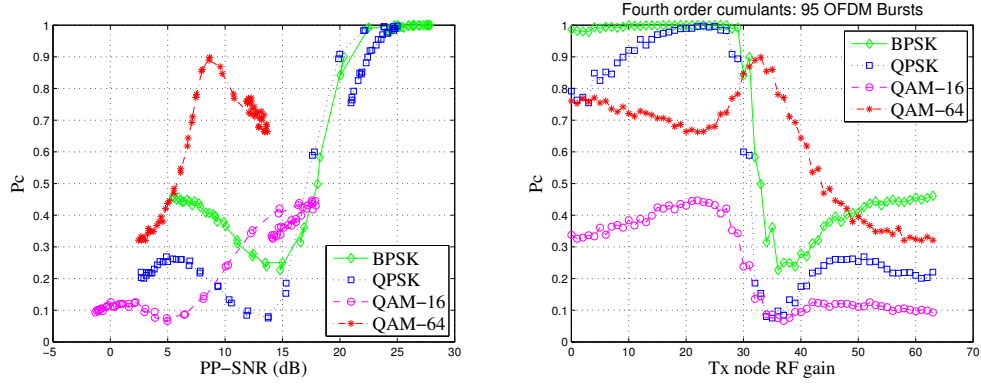 Pc
1
0.9
0.8
0.7
0.6
0.5
0.4
0.3
0.2
0.1
0
−5
0
5
10
15
20
25
30
PP−SNR (dB)
BPSK
QPSK
QAM−16
QAM−64
Fourth order cumulants: 95 OFDM Bursts
Pc
1
0.9
0.8
0.7
0.6
0.5
0.4
0.3
0.2
0.1
0
0
10
20
30
40
50
60
70
Tx node RF gain
BPSK
QPSK
QAM−16
QAM−64